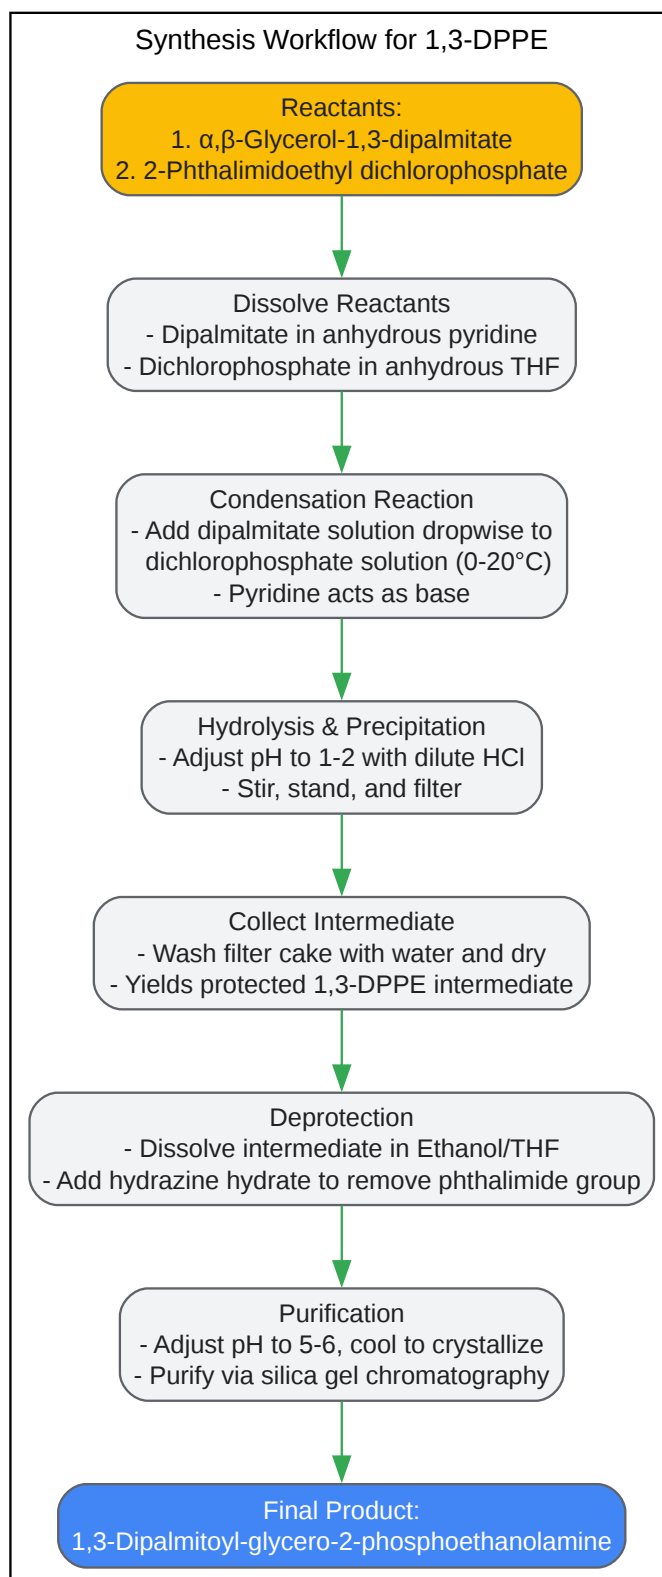 Synthesis Workflow for 1,3-DPPE
Reactants:
1. α,β-Glycerol-1,3-dipalmitate
2. 2-Phthalimidoethyl dichlorophosphate
Dissolve Reactants
- Dipalmitate in anhydrous pyridine
- Dichlorophosphate in anhydrous THF
Condensation Reaction
- Add dipalmitate solution dropwise to
dichlorophosphate solution (0-20°C)
- Pyridine acts as base
Hydrolysis & Precipitation
- Adjust pH to 1-2 with dilute HCl
- Stir, stand, and filter
Collect Intermediate
- Wash filter cake with water and dry
- Yields protected 1,3-DPPE intermediate
Deprotection
- Dissolve intermediate in Ethanol/THF
- Add hydrazine hydrate to remove phthalimide group
Purification
- Adjust pH to 5-6, cool to crystallize
- Purify via silica gel chromatography
Final Product:
1,3-Dipalmitoyl-glycero-2-phosphoethanolamine